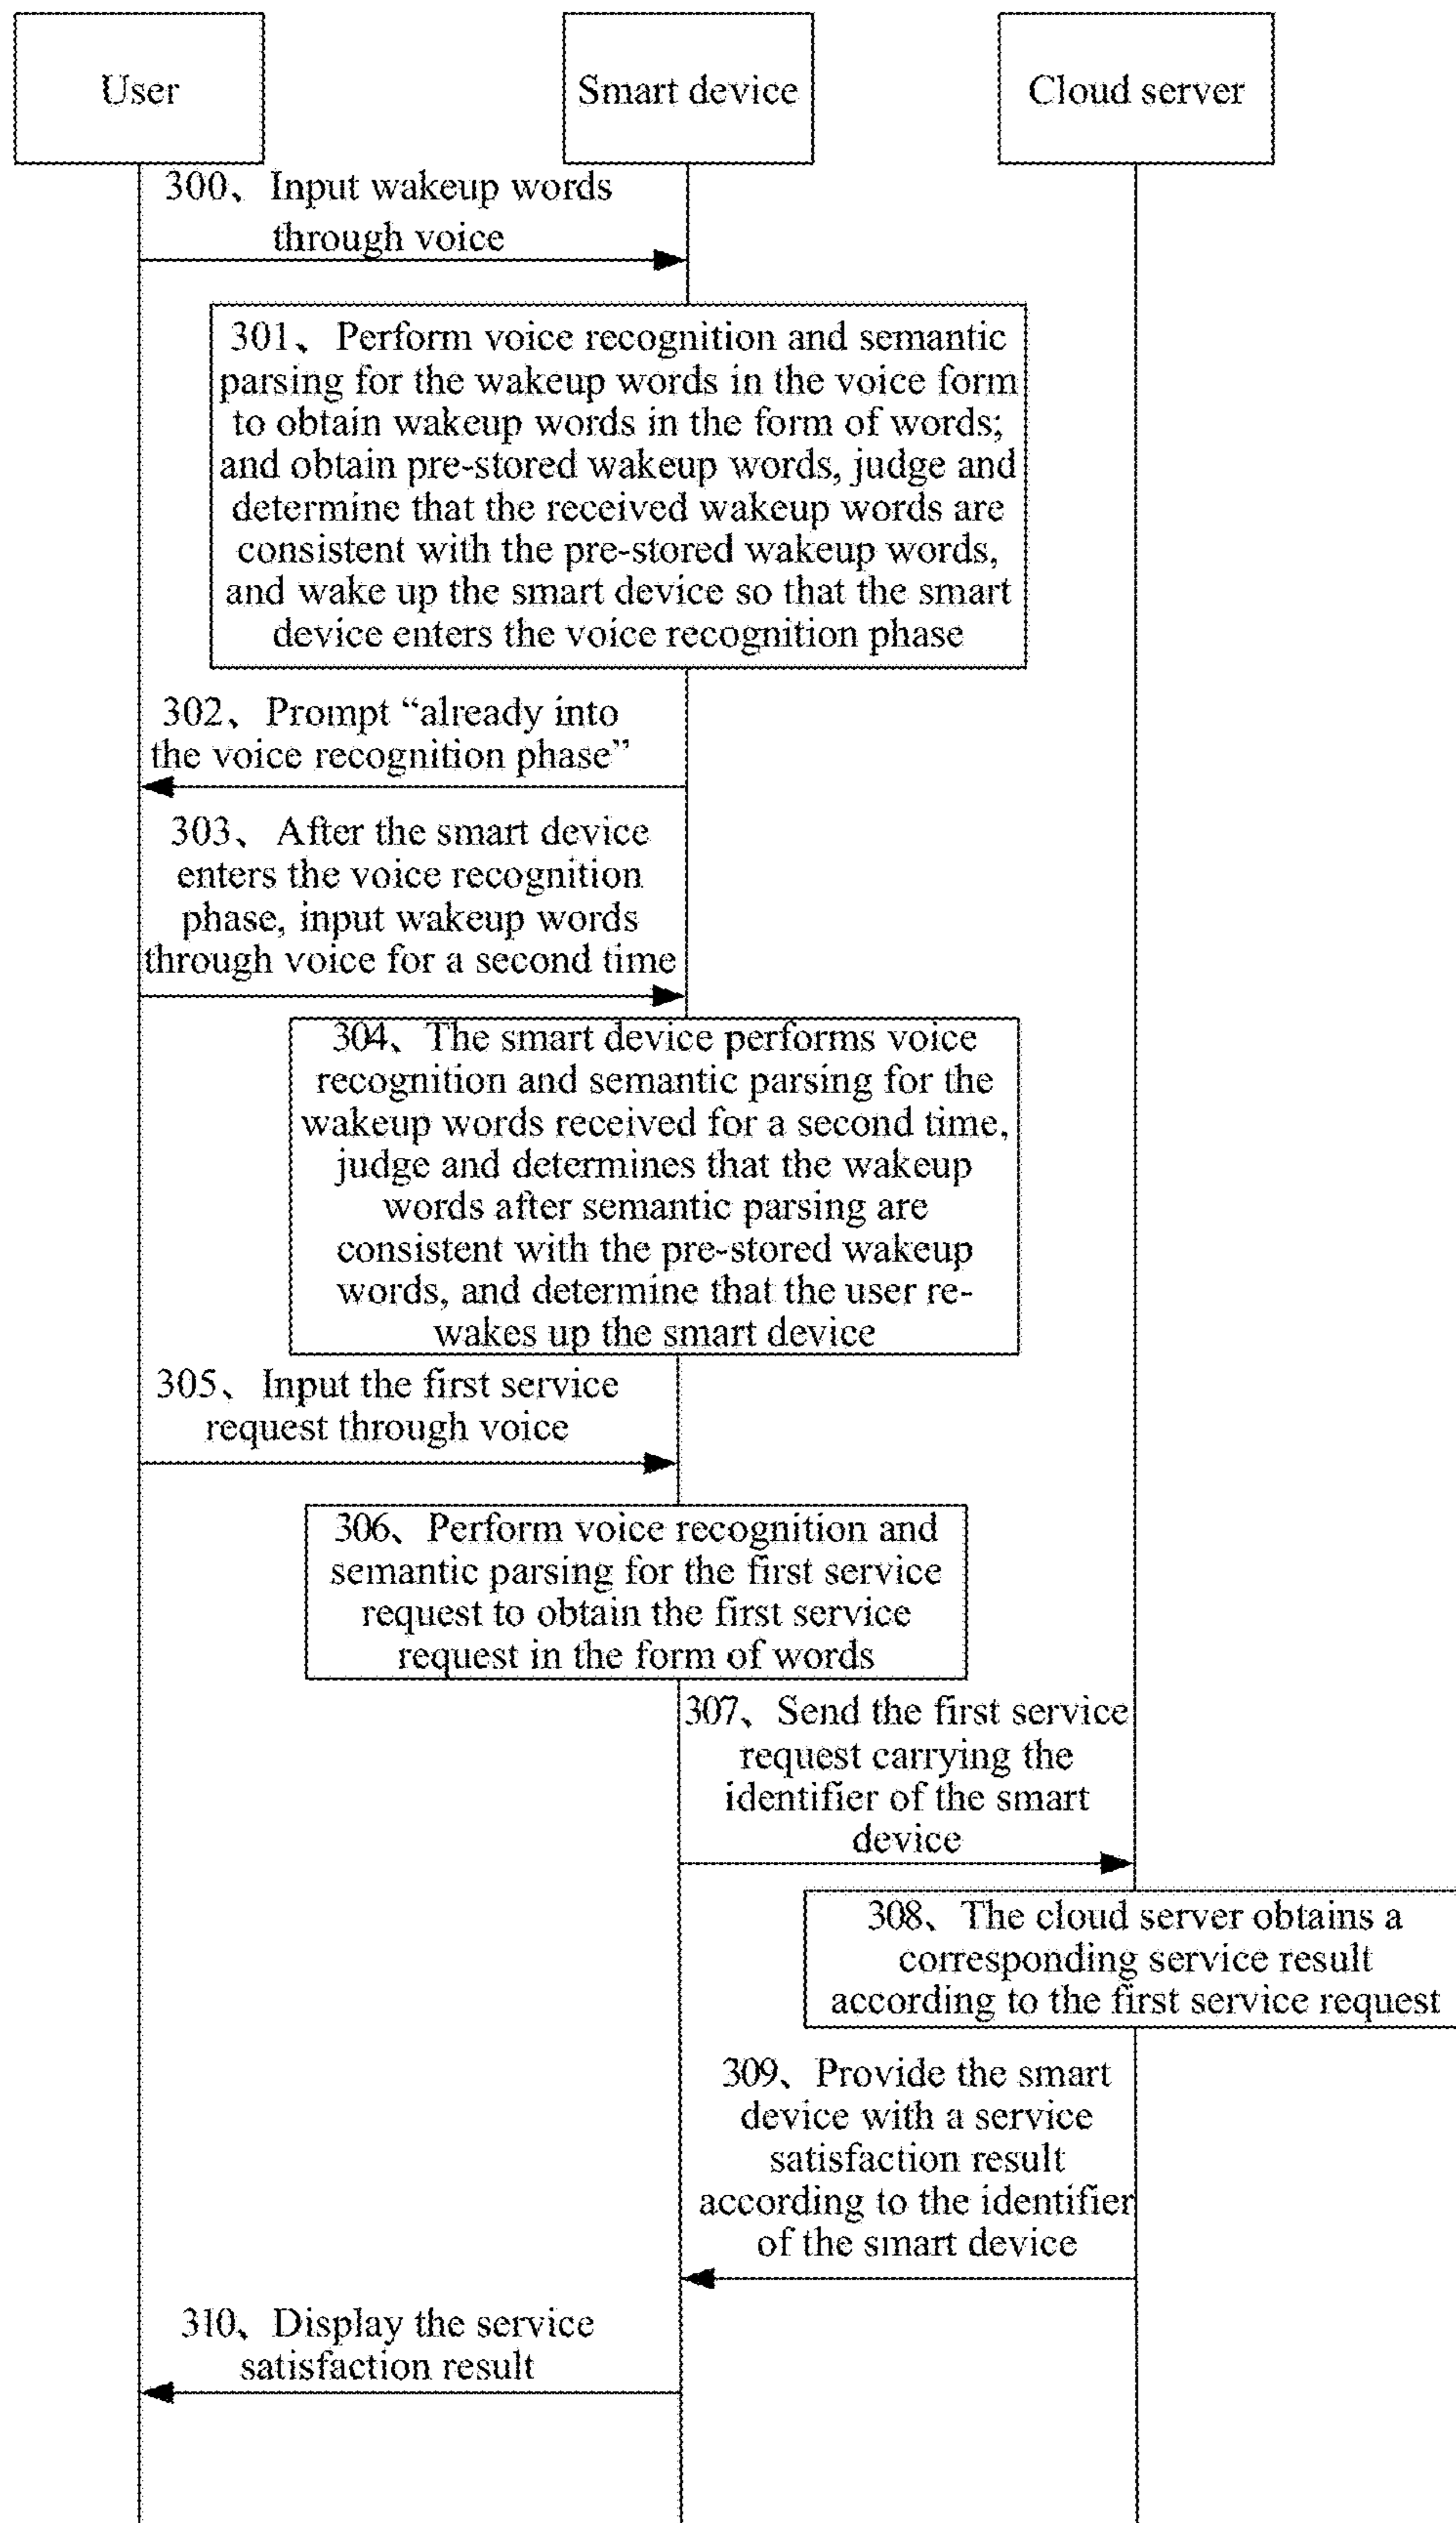 User
Smart device
Cloud server
300、Input wakeup words
through voice
301、Perform voice recognition and semantic
parsing for the wakeup words in the voice form
to obtain wakeup words in the form of words;
and obtain pre-stored wakeup words, judge and
determine that the received wakeup words are
consistent with the pre-stored wakeup words,
and wake up the smart device so that the smart
device enters the voice recognition phase
302、Prompt “already into
the voice recognition phase”
303、After the smart device
enters the voice recognition
phase, input wakeup words
through voice for a second time
304、The smart device performs voice
recognition and semantic parsing for the
wakeup words received for a second time,
judge and determines that the wakeup
words after semantic parsing are
consistent with the pre-stored wakeup
words, and determine that the user re-
wakes up the smart device
305、Input the first service
request through voice
306、Perform voice recognition and
semantic parsing for the first service
request to obtain the first service
request in the form of words
307、Send the first service
request carrying the
identifier of the smart
device
308、The cloud server obtains a
corresponding service result
according to the first service request
309、Provide the smart
device with a service
satisfaction result
according to the identifier
of the smart device
310、Display the service
satisfaction result